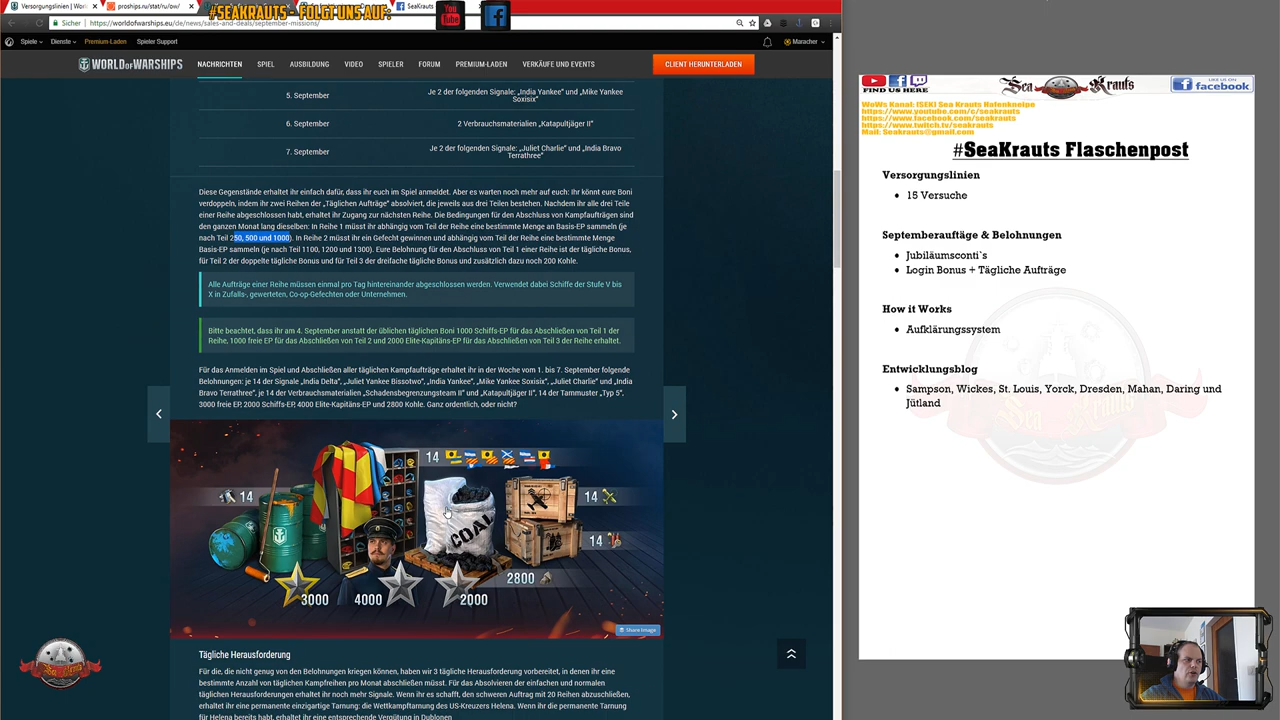 Versorgungslinien | World o
proships.ru/stat/ru/ow/
SeaKrauts
#SEAKRAUTS - FOLGT UNS AUF:
You Tube
Sicher | https://worldofwarships.eu/de/news/sales-and-deals/september-missions/
Spiele Dienste Premium-Laden Spieler Support Maracher
WORLD OF WARSHIPS NACHRICHTEN SPIEL AUSBILDUNG VIDEO SPIELER FORUM PREMIUM-LADEN VERKÄUFE UND EVENTS CLIENT HERUNTERLADEN
5. September Je 2 der folgenden Signale: „India Yankee“ und „Mike Yankee
Soxisix“
6. September 2 Verbrauchsmaterialien „Katapultjäger II“
7. September Je 2 der folgenden Signale: „Juliet Charlie“ und „India Bravo
Terrathree“
Diese Gegenstände erhaltet ihr einfach dafür, dass ihr euch im Spiel anmeldet. Aber es warten noch mehr auf euch: Ihr könnt eure Boni
verdoppeln, indem ihr zwei Reihen der „Täglichen Aufträge“ absolviert, die jeweils aus drei Teilen bestehen. Nachdem ihr alle drei Teile
einer Reihe abgeschlossen habt, erhaltet ihr Zugang zur nächsten Reihe. Die Bedingungen für den Abschluss von Kampfaufträgen sind
den ganzen Monat lang dieselben: In Reihe 1 müsst ihr abhängig vom Teil der Reihe eine bestimmte Menge an Basis-EP sammeln (je
nach Teil 250, 500 und 1000). In Reihe 2 müsst ihr ein Gefecht gewinnen und abhängig vom Teil der Reihe eine bestimmte Menge
Basis-EP sammeln (je nach Teil 1100, 1200 und 1300). Eure Belohnung für den Abschluss von Teil 1 einer Reihe ist der tägliche Bonus,
für Teil 2 der doppelte tägliche Bonus und für Teil 3 der dreifache tägliche Bonus und zusätzlich dazu noch 200 Kohle.
Alle Aufträge einer Reihe müssen einmal pro Tag hintereinander abgeschlossen werden. Verwendet dabei Schiffe der Stufe V bis
X in Zufalls-, gewerteten, Co-op-Gefechten oder Unternehmen.
Bitte beachtet, dass ihr am 4. September anstatt der üblichen täglichen Boni 1000 Schiffs-EP für das Abschließen von Teil 1 der
Reihe, 1000 freie EP für das Abschließen von Teil 2 und 2000 Elite-Kapitäns-EP für das Abschließen von Teil 3 der Reihe erhaltet.
Für das Anmelden im Spiel und Abschließen aller täglichen Kampfaufträge erhaltet ihr in der Woche vom 1. bis 7. September folgende
Belohnungen: je 14 der Signale „India Delta“, „Juliet Yankee Bissotwo“, „India Yankee“, „Mike Yankee Soxisix“, „Juliet Charlie“ und „India
Bravo Terrathree“, je 14 der Verbrauchsmaterialien „Schadensbegrenzungsteam II“ und „Katapultjäger II“, 14 der Tarnmuster „Typ 5“,
3000 freie EP, 2000 Schiffs-EP, 4000 Elite-Kapitäns-EP und 2800 Kohle. Ganz ordentlich, oder nicht?
14
14
14
14
COAL
2800
3000
4000
2000
Share Image
Tägliche Herausforderung
Für die, die nicht genug von den Belohnungen kriegen können, haben wir 3 tägliche Herausforderung vorbereitet, in denen ihr eine
bestimmte Anzahl von täglichen Kampfreihen pro Monat abschließen müsst. Für das Absolvieren der einfachen und normalen
täglichen Herausforderungen erhaltet ihr noch mehr Signale. Wenn ihr es schafft, den schweren Auftrag mit 20 Reihen abzuschließen,
erhaltet ihr eine permanente einzigartige Tarnung: die Wettkampftarnung des US-Kreuzers Helena. Wenn ihr die permanente Tarnung
für Helena bereits habt, erhaltet ihr eine entsprechende Vergütung in Dublonen
FIND US HERE
Sea Krauts
LIKE US ON
facebook
WoWs Kanal: [SEK] Sea Krauts Hafenkneipe
https://www.youtube.com/c/seakrauts
https://www.facebook.com/seakrauts
https://www.twitch.tv/seakrauts
Mail: Seakrauts@gmail.com
#SeaKrauts Flaschenpost
Versorgungslinien
• 15 Versuche
Septemberauftäge & Belohnungen
• Jubiläumsconti`s
• Login Bonus + Tägliche Aufträge
How it Works
• Aufklärungssystem
Entwicklungsblog
• Sampson, Wickos, St. Louis, Yorck, Dresden, Mahan, Daring und
Jütland